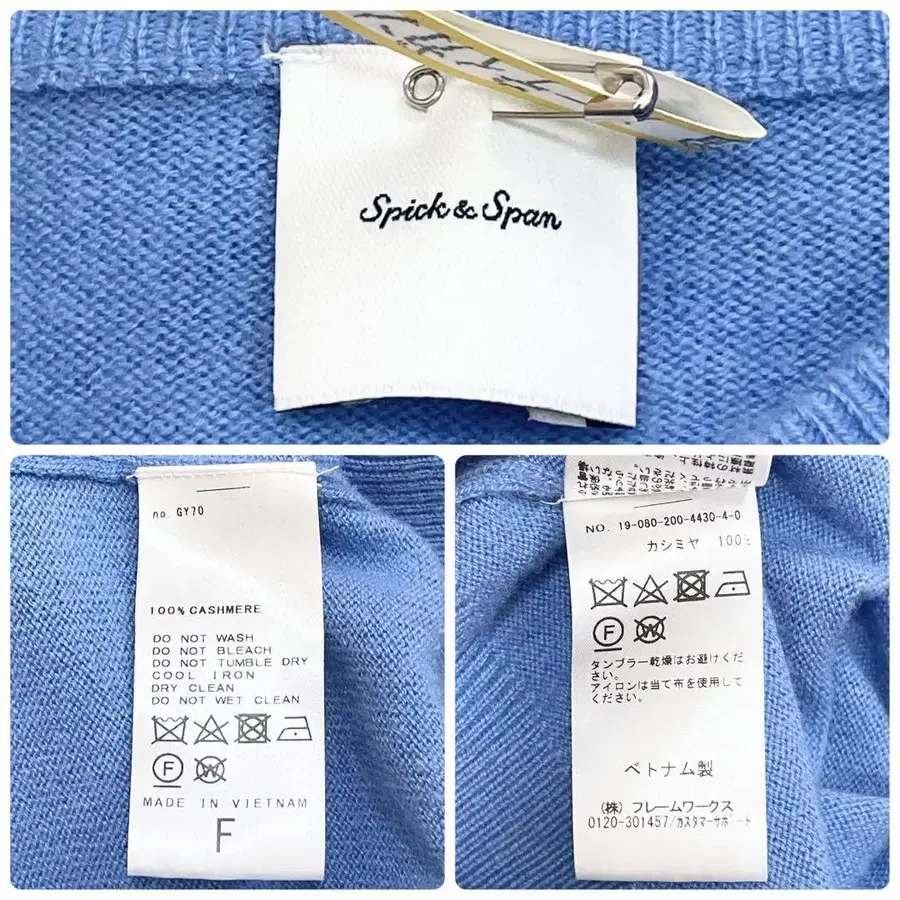 Spick & Span
no. GY70
100% CASHMERE
DO NOT WASH
DO NOT BLEACH
DO NOT TUMBLE DRY
COOL IRON
DRY CLEAN
DO NOT WET CLEAN
F
W
MADE IN VIETNAM
F
NO. 19-080-200-4430-4-0
カシミヤ 100%
F
W
タンブラー乾燥はお避けくだ
さい。
アイロンは当て布を使用して
ください。
ベトナム製
(株) フレームワークス
0120-301457/カスタマーサポート